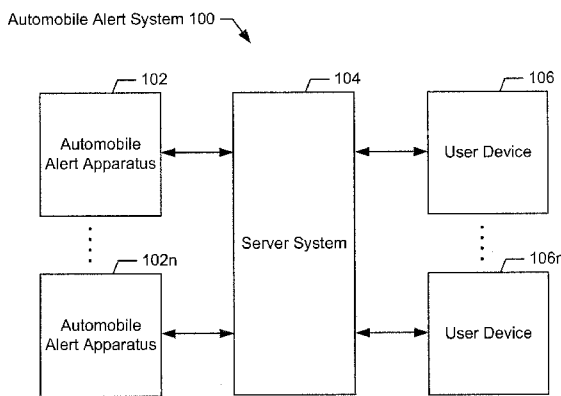 Automobile Alert System 100
102
104
106
Automobile
Alert Apparatus
User Device
Server System
102n
106n
Automobile
Alert Apparatus
User Device